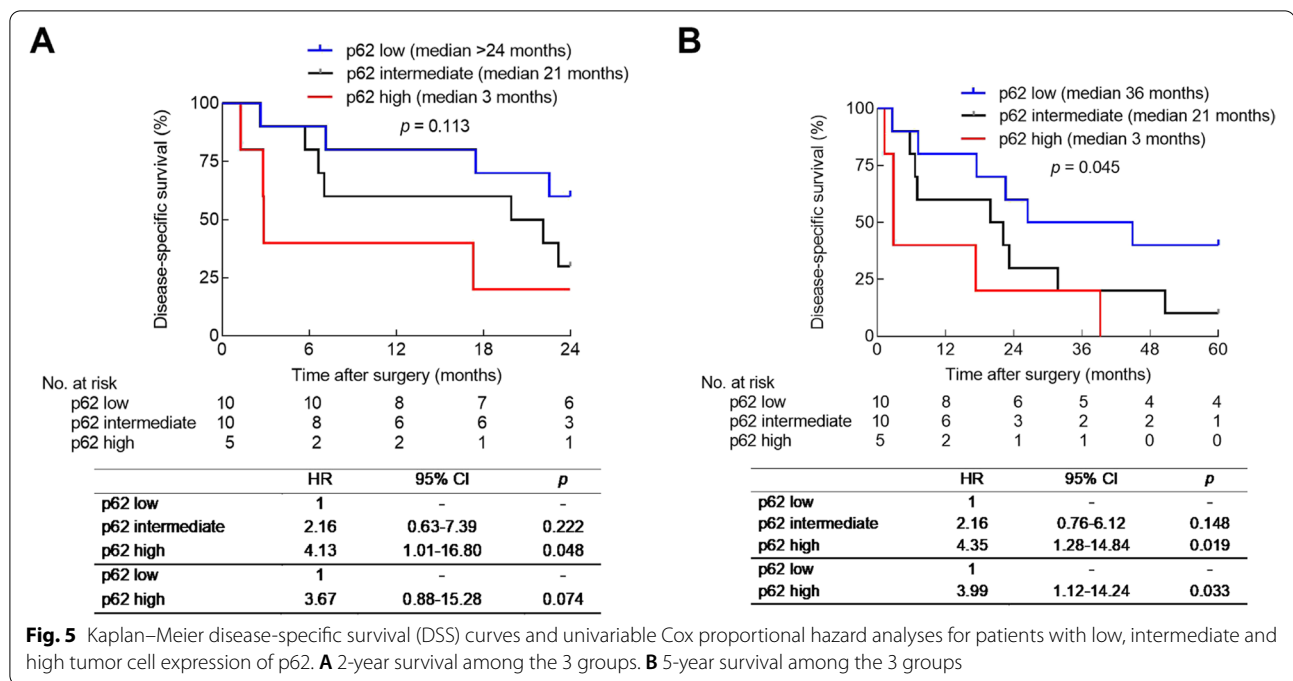 A
p62 low (median >24 months)
p62 intermediate (median 21 months)
p62 high (median 3 months)
p = 0.113
Disease-specific survival (%)
100
75
50
25
0
0 6 12 18 24
Time after surgery (months)
No. at risk
p62 low 10 10 8 7 6
p62 intermediate 10 8 6 6 3
p62 high 5 2 2 1 1
HR 95% CI p
p62 low 1 - -
p62 intermediate 2.16 0.63-7.39 0.222
p62 high 4.13 1.01-16.80 0.048
p62 low 1 - -
p62 high 3.67 0.88-15.28 0.074
B
p62 low (median 36 months)
p62 intermediate (median 21 months)
p62 high (median 3 months)
p = 0.045
Disease-specific survival (%)
100
75
50
25
0
0 12 24 36 48 60
Time after surgery (months)
No. at risk
p62 low 10 8 6 5 4 4
p62 intermediate 10 6 3 2 2 1
p62 high 5 2 1 1 0 0
HR 95% CI p
p62 low 1 - -
p62 intermediate 2.16 0.76-6.12 0.148
p62 high 4.35 1.28-14.84 0.019
p62 low 1 - -
p62 high 3.99 1.12-14.24 0.033
Fig. 5 Kaplan–Meier disease-specific survival (DSS) curves and univariable Cox proportional hazard analyses for patients with low, intermediate and
high tumor cell expression of p62. A 2-year survival among the 3 groups. B 5-year survival among the 3 groups